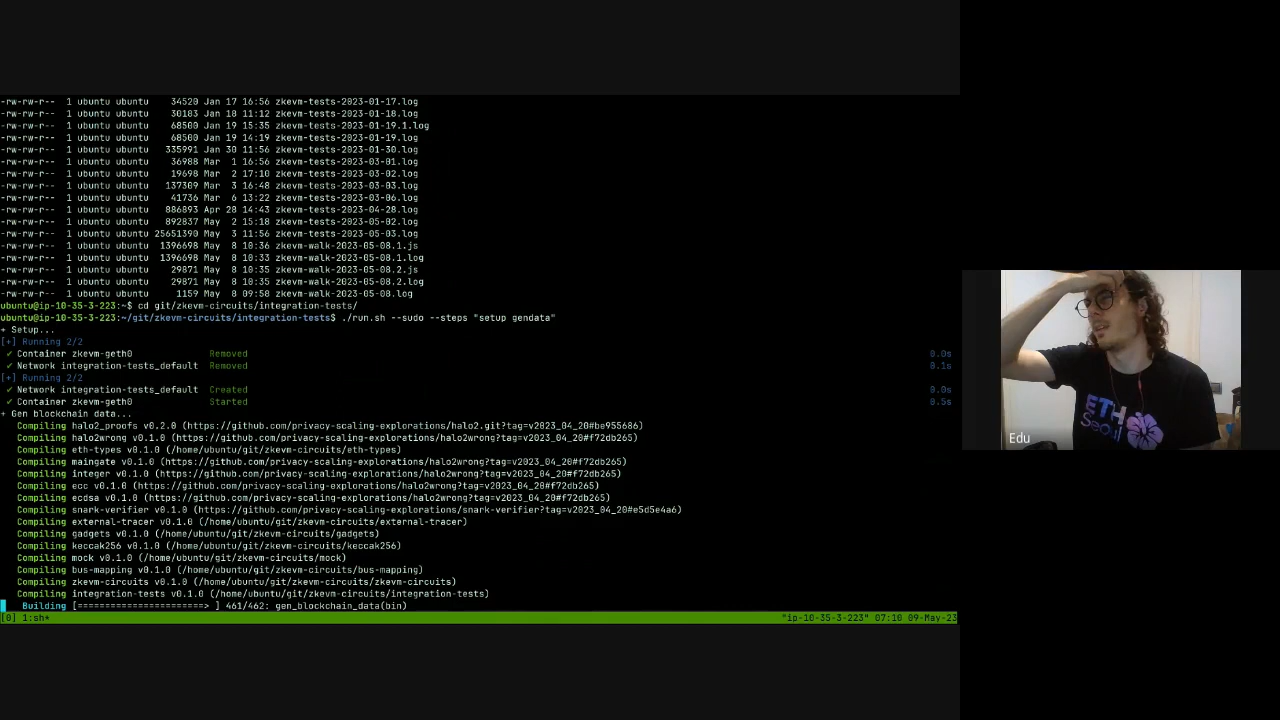 -rw-rw-r-- 1 ubuntu ubuntu 34520 Jan 17 16:56 zkevm-tests-2023-01-17.log
-rw-rw-r-- 1 ubuntu ubuntu 30103 Jan 18 11:12 zkevm-tests-2023-01-18.log
-rw-rw-r-- 1 ubuntu ubuntu 68500 Jan 19 15:35 zkevm-tests-2023-01-19.1.log
-rw-rw-r-- 1 ubuntu ubuntu 68500 Jan 19 14:19 zkevm-tests-2023-01-19.log
-rw-rw-r-- 1 ubuntu ubuntu 335991 Jan 30 11:56 zkevm-tests-2023-01-30.log
-rw-rw-r-- 1 ubuntu ubuntu 36988 Mar 1 16:56 zkevm-tests-2023-03-01.log
-rw-rw-r-- 1 ubuntu ubuntu 19698 Mar 2 17:10 zkevm-tests-2023-03-02.log
-rw-rw-r-- 1 ubuntu ubuntu 137309 Mar 3 16:48 zkevm-tests-2023-03-03.log
-rw-rw-r-- 1 ubuntu ubuntu 41736 Mar 6 13:22 zkevm-tests-2023-03-06.log
-rw-rw-r-- 1 ubuntu ubuntu 886893 Apr 28 14:43 zkevm-tests-2023-04-28.log
-rw-rw-r-- 1 ubuntu ubuntu 892837 May 2 15:18 zkevm-tests-2023-05-02.log
-rw-rw-r-- 1 ubuntu ubuntu 25651390 May 3 11:56 zkevm-tests-2023-05-03.log
-rw-rw-r-- 1 ubuntu ubuntu 1396698 May 8 10:36 zkevm-walk-2023-05-08.1.js
-rw-rw-r-- 1 ubuntu ubuntu 1396698 May 8 10:33 zkevm-walk-2023-05-08.1.log
-rw-rw-r-- 1 ubuntu ubuntu 29871 May 8 10:35 zkevm-walk-2023-05-08.2.js
-rw-rw-r-- 1 ubuntu ubuntu 29871 May 8 10:35 zkevm-walk-2023-05-08.2.log
-rw-rw-r-- 1 ubuntu ubuntu 1159 May 8 09:58 zkevm-walk-2023-05-08.log
ubuntu@ip-10-35-3-223:~$ cd git/zkevm-circuits/integration-tests/
ubuntu@ip-10-35-3-223:~/git/zkevm-circuits/integration-tests$ ./run.sh --sudo --steps "setup gendata"
+ Setup...
[+] Running 2/2
✔ Container zkevm-geth0 Removed 0.0s
✔ Network integration-tests_default Removed 0.1s
[+] Running 2/2
✔ Network integration-tests_default Created 0.0s
✔ Container zkevm-geth0 Started 0.5s
+ Gen blockchain data...
Compiling halo2_proofs v0.2.0 (https://github.com/privacy-scaling-explorations/halo2.git?tag=v2023_04_20#be955686)
Compiling halo2wrong v0.1.0 (https://github.com/privacy-scaling-explorations/halo2wrong?tag=v2023_04_20#f72db265)
Compiling eth-types v0.1.0 (/home/ubuntu/git/zkevm-circuits/eth-types)
Compiling maingate v0.1.0 (https://github.com/privacy-scaling-explorations/halo2wrong?tag=v2023_04_20#f72db265)
Compiling integer v0.1.0 (https://github.com/privacy-scaling-explorations/halo2wrong?tag=v2023_04_20#f72db265)
Compiling ecc v0.1.0 (https://github.com/privacy-scaling-explorations/halo2wrong?tag=v2023_04_20#f72db265)
Compiling ecdsa v0.1.0 (https://github.com/privacy-scaling-explorations/halo2wrong?tag=v2023_04_20#f72db265)
Compiling snark-verifier v0.1.0 (https://github.com/privacy-scaling-explorations/snark-verifier?tag=v2023_04_20#e5d5e4a6)
Compiling external-tracer v0.1.0 (/home/ubuntu/git/zkevm-circuits/external-tracer)
Compiling gadgets v0.1.0 (/home/ubuntu/git/zkevm-circuits/gadgets)
Compiling keccak256 v0.1.0 (/home/ubuntu/git/zkevm-circuits/keccak256)
Compiling mock v0.1.0 (/home/ubuntu/git/zkevm-circuits/mock)
Compiling bus-mapping v0.1.0 (/home/ubuntu/git/zkevm-circuits/bus-mapping)
Compiling zkevm-circuits v0.1.0 (/home/ubuntu/git/zkevm-circuits/zkevm-circuits)
Compiling integration-tests v0.1.0 (/home/ubuntu/git/zkevm-circuits/integration-tests)
Building [=======================> ] 461/462: gen_blockchain_data(bin)
[0] 1:sh* "ip-10-35-3-223" 07:10 09-May-23
ETH
Seoul
Edu